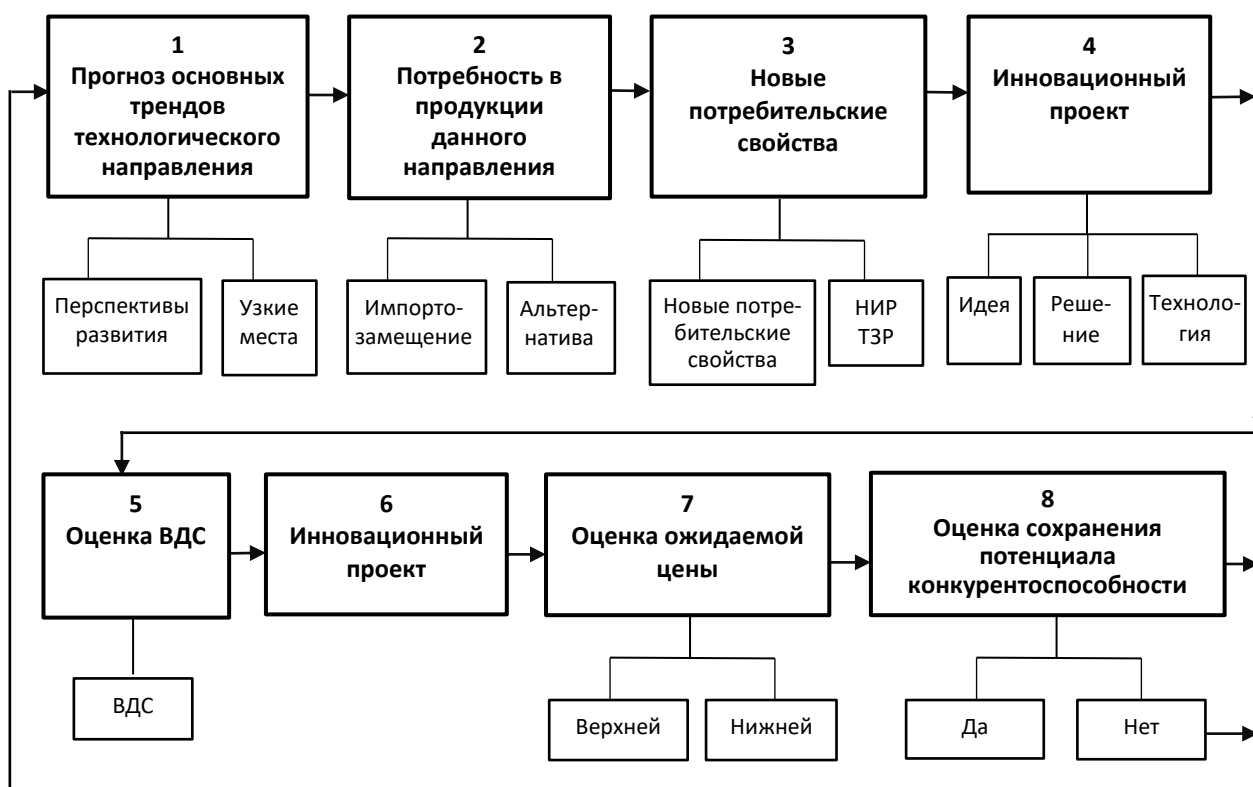 1
Прогноз основных
трендов
технологического
направления
2
Потребность в
продукции
данного
направления
3
Новые
потребительские
свойства
4
Инновационный
проект
Перспективы
развития
Узкие
места
Импорто-
замещение
Альтер-
натива
Новые потре-
бительские
свойства
НИР
ТЗР
Идея
Реше-
ние
Техноло-
гия
5
Оценка ВДС
6
Инновационный
проект
7
Оценка ожидаемой
цены
8
Оценка сохранения
потенциала
конкурентоспособности
ВДС
Верхней
Нижней
Да
Нет